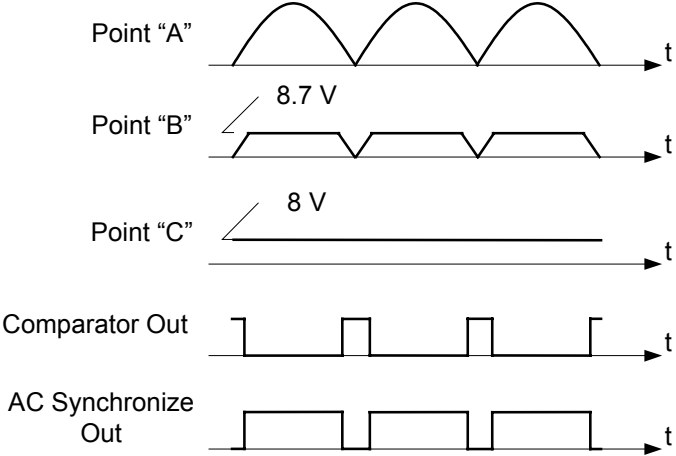 Point “A”
t
8.7 V
Point “B”
t
8 V
Point “C”
t
Comparator Out
t
AC Synchronize
Out
t